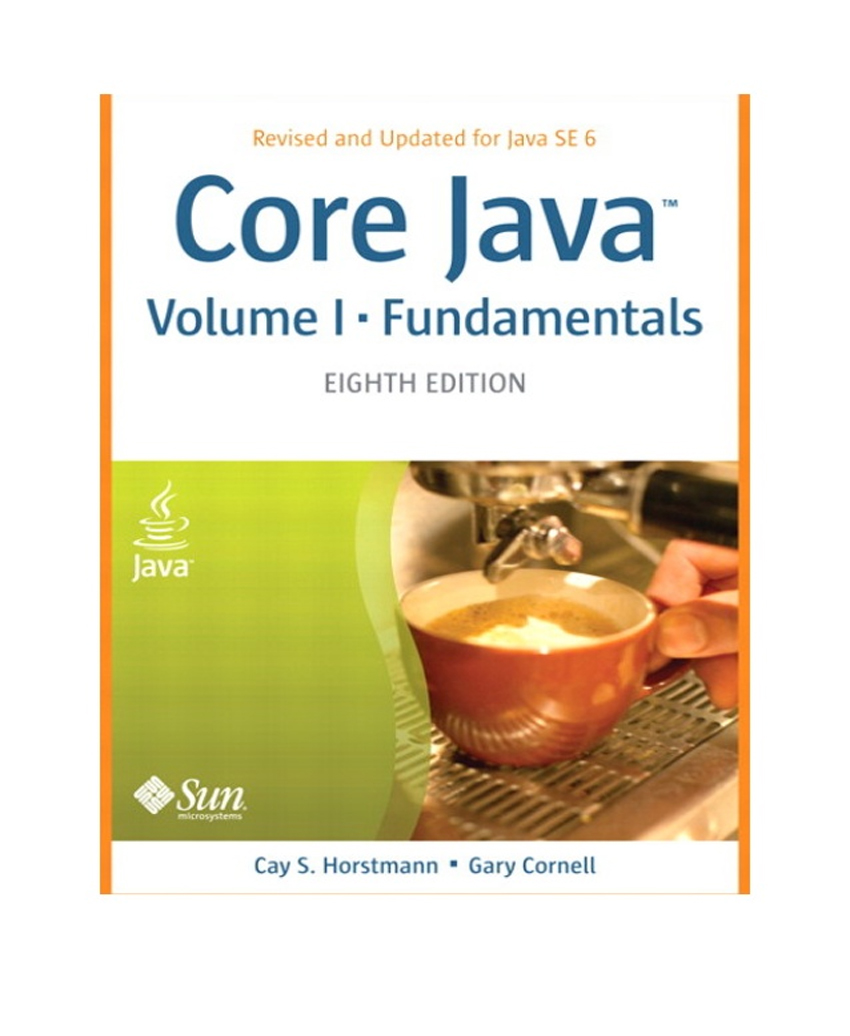 Revised and Updated for Java SE 6
Core Java™
Volume I · Fundamentals
EIGHTH EDITION
Java™
Sun®
microsystems
Cay S. Horstmann ▪ Gary Cornell